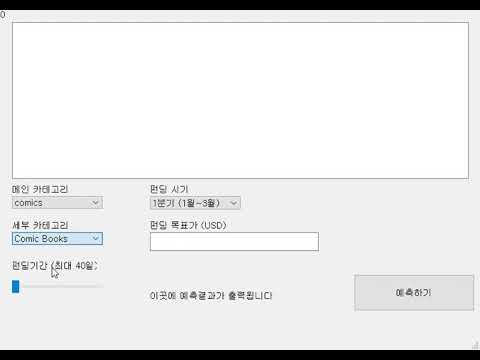 0
메인 카테고리
펀딩 시기
comics
1분기 (1월~3월)
세부 카테고리
펀딩 목표가 (USD)
Comic Books
펀딩기간 (최대 40일)
이곳에 예측결과가 출력됩니다
예측하기